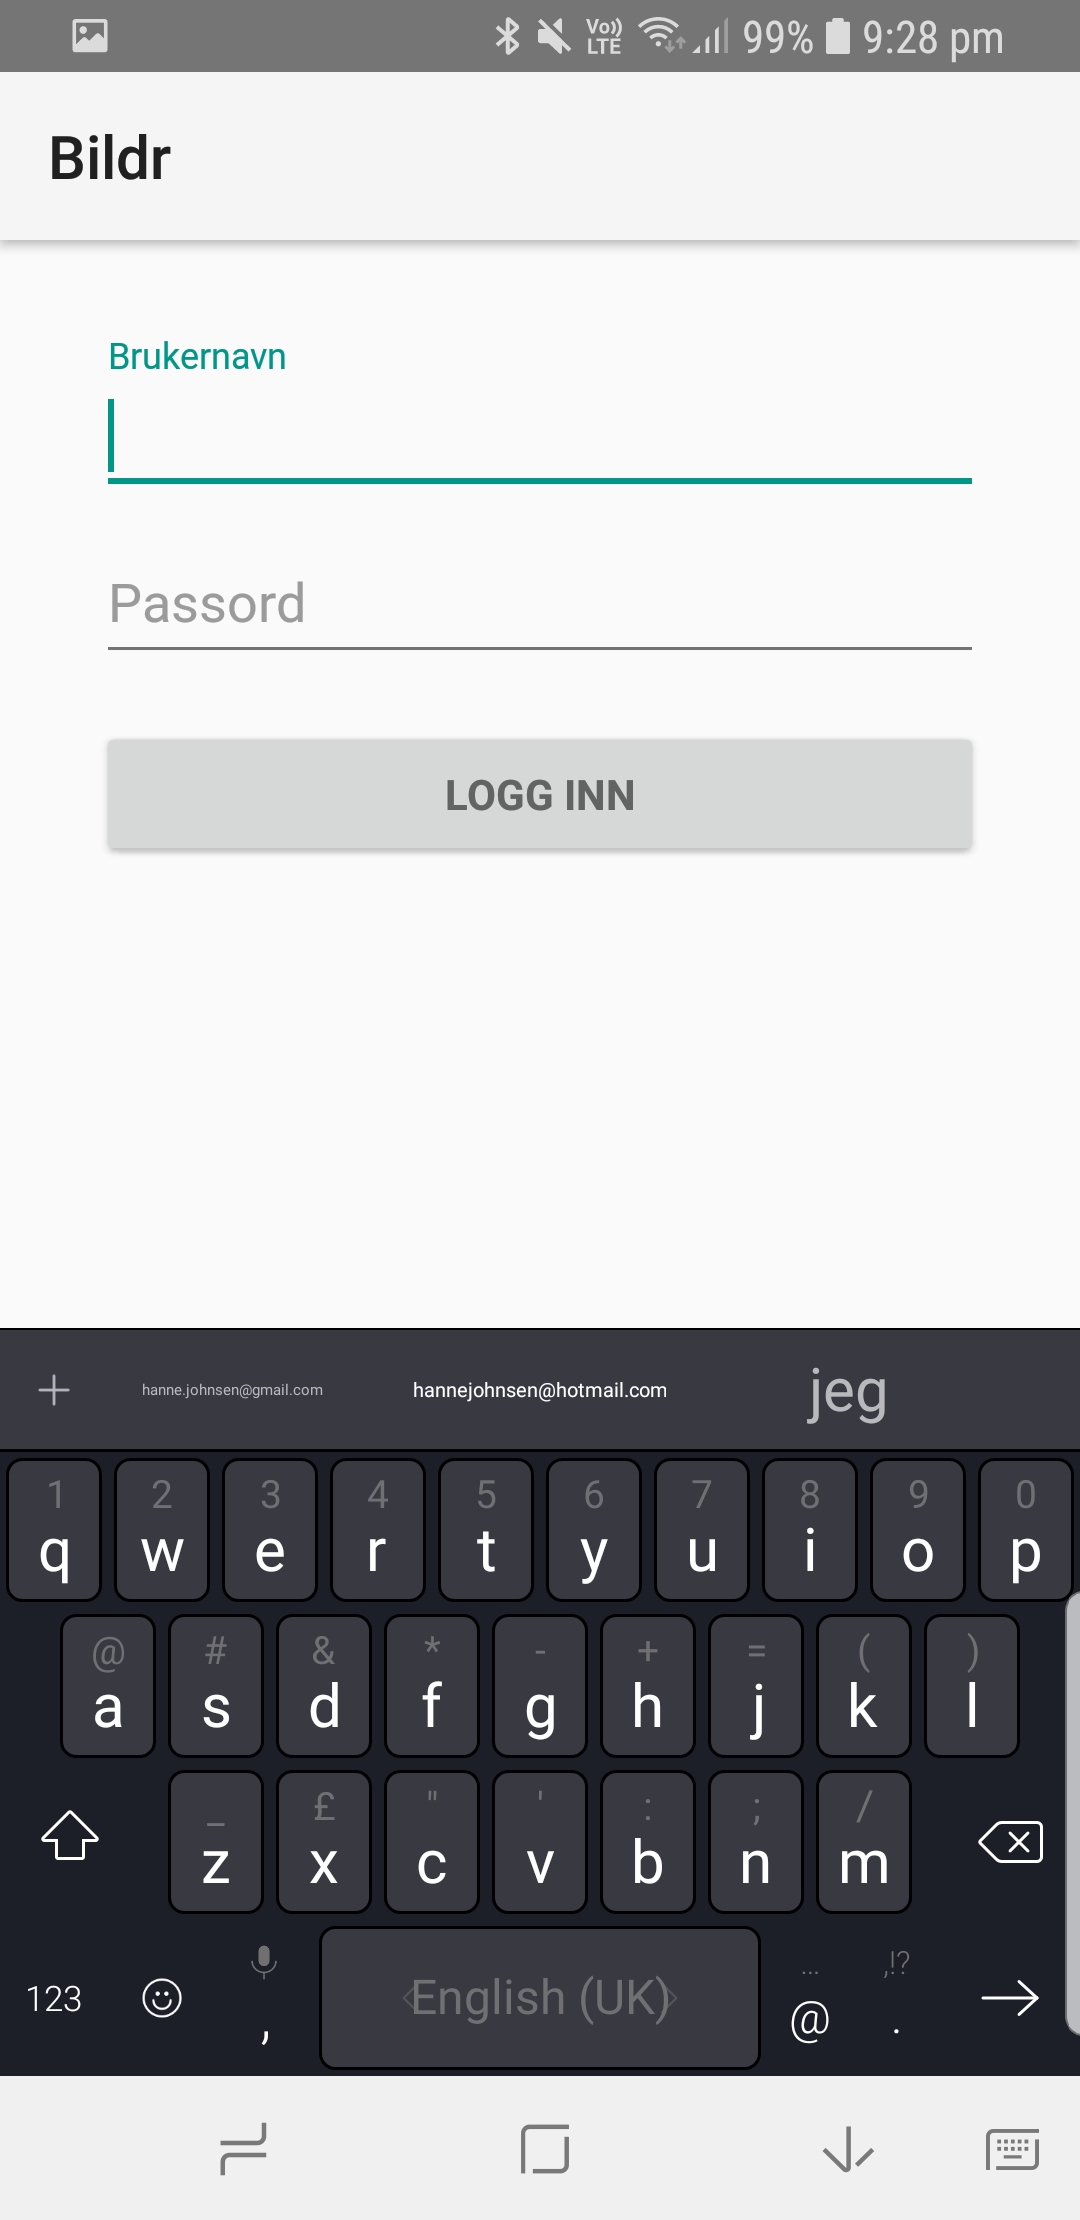 Vo)) LTE 99% 9:28 pm
Bildr
Brukernavn
Passord
LOGG INN
+ hanne.johnsen@gmail.com hannejohnsen@hotmail.com jeg
1 2 3 4 5 6 7 8 9 0
q w e r t y u i o p
@ # & * - + = ( )
a s d f g h j k l
_ £ " ' : ; /
z x c v b n m
... ,!?
123 , English (UK) @ .